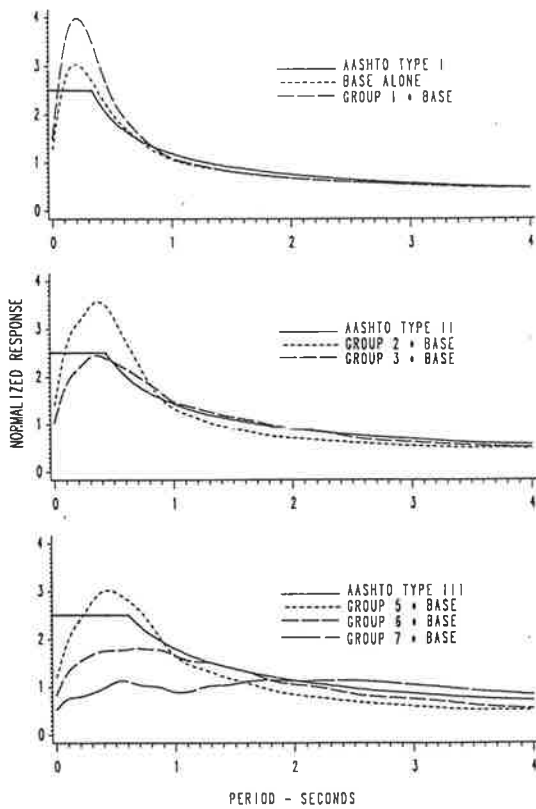 4
3
2
1
0
AASHTO TYPE I
BASE ALONE
GROUP 1 • BASE
0 1 2 3 4
NORMALIZED RESPONSE
4
3
2
1
0
AASHTO TYPE II
GROUP 2 • BASE
GROUP 3 • BASE
0 1 2 3 4
4
3
2
1
0
AASHTO TYPE III
GROUP 5 • BASE
GROUP 6 • BASE
GROUP 7 • BASE
0 1 2 3 4
PERIOD - SECONDS